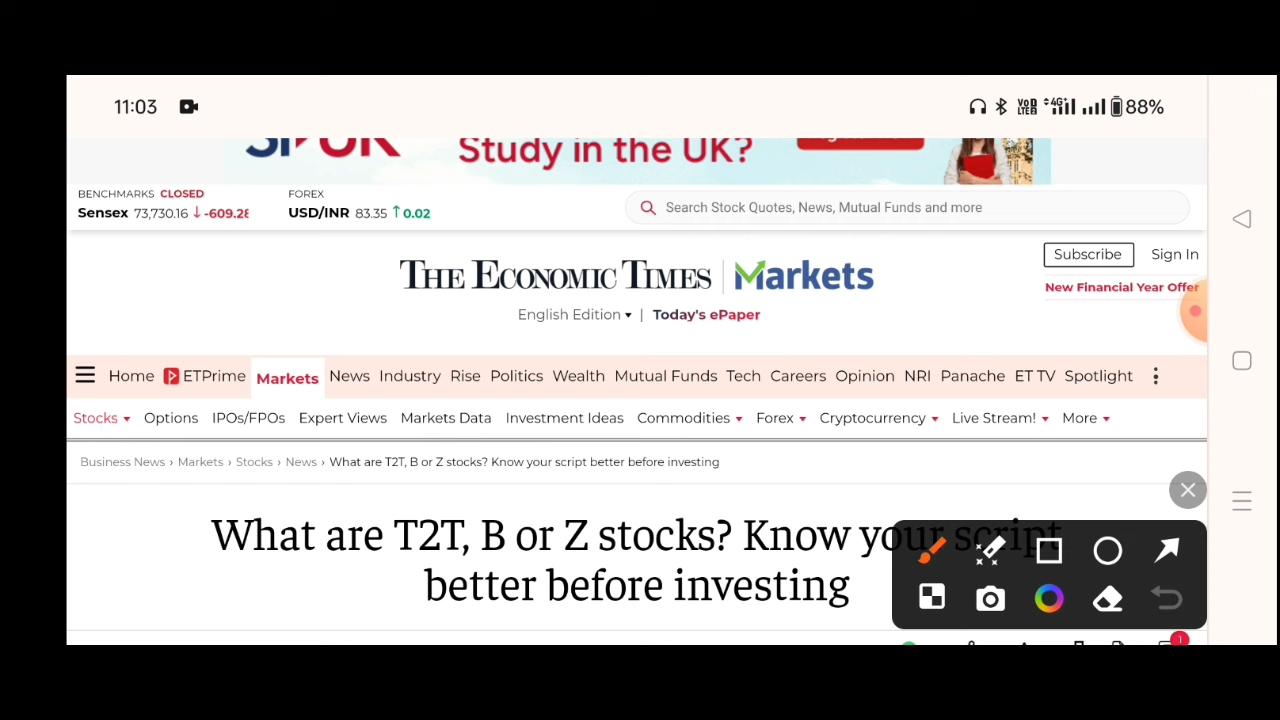 11:03 VoD LTE2 4G+ 88%
Study in the UK?
BENCHMARKS CLOSED FOREX
Sensex 73,730.16 ↓ -609.28 USD/INR 83.35 ↑ 0.02
Search Stock Quotes, News, Mutual Funds and more
Subscribe Sign In
THE ECONOMIC TIMES | Markets
New Financial Year Offer
English Edition ▾ | Today's ePaper
Home ETPrime Markets News Industry Rise Politics Wealth Mutual Funds Tech Careers Opinion NRI Panache ET TV Spotlight
Stocks Options IPOs/FPOs Expert Views Markets Data Investment Ideas Commodities Forex Cryptocurrency Live Stream! More
Business News › Markets › Stocks › News › What are T2T, B or Z stocks? Know your script better before investing
What are T2T, B or Z stocks? Know your script
better before investing
1